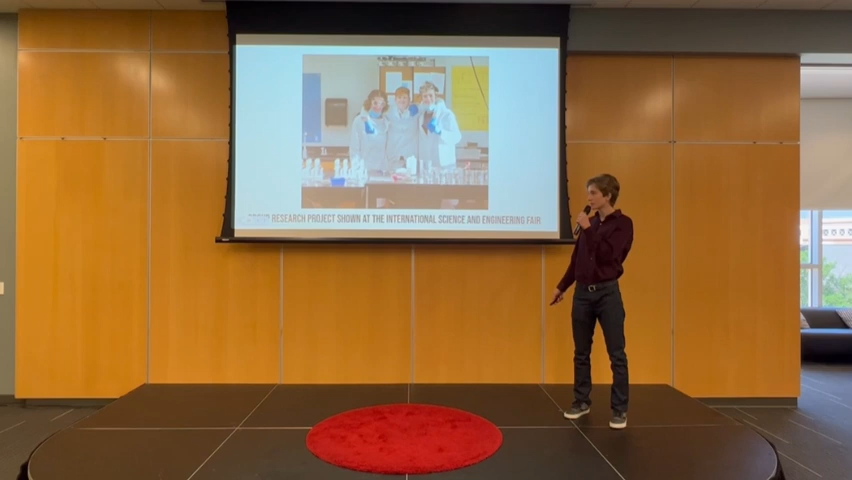 RESEARCH PROJECT SHOWN AT THE INTERNATIONAL SCIENCE AND ENGINEERING FAIR